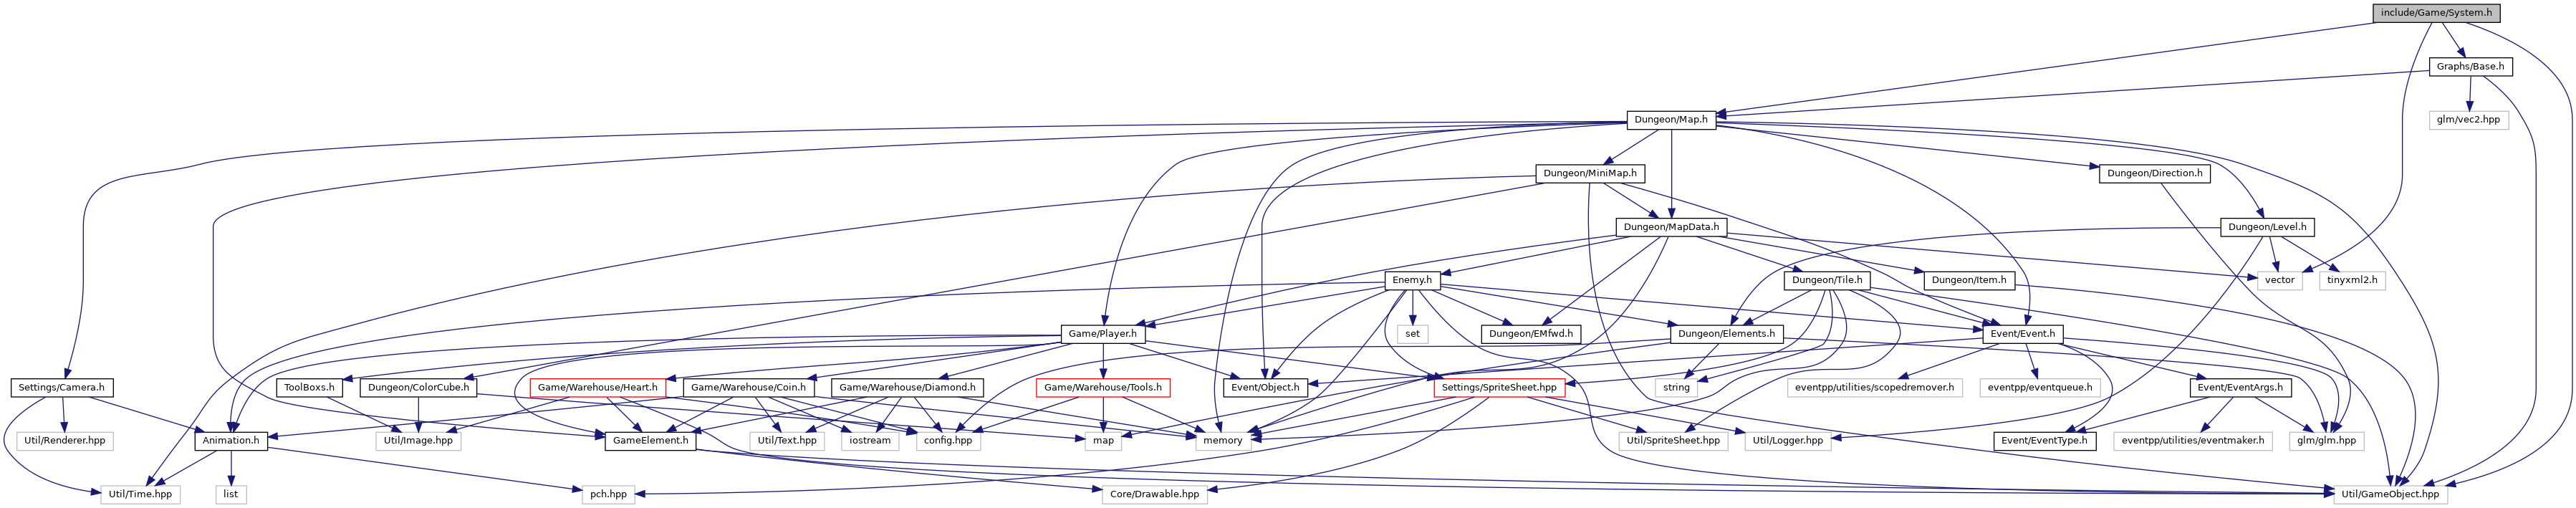 include/Game/System.h
Graphs/Base.h
Dungeon/Map.h
glm/vec2.hpp
Dungeon/MiniMap.h
Dungeon/Direction.h
Dungeon/MapData.h
Dungeon/Level.h
Enemy.h
Dungeon/Tile.h
Dungeon/Item.h
vector
tinyxml2.h
Game/Player.h
set
Dungeon/EMfwd.h
Dungeon/Elements.h
Event/Event.h
Settings/Camera.h
ToolBoxs.h
Dungeon/ColorCube.h
Game/Warehouse/Heart.h
Game/Warehouse/Coin.h
Game/Warehouse/Diamond.h
Game/Warehouse/Tools.h
Event/Object.h
Settings/SpriteSheet.hpp
string
eventpp/utilities/scopedremover.h
eventpp/eventqueue.h
Event/EventArgs.h
Util/Renderer.hpp
Animation.h
Util/Image.hpp
GameElement.h
Util/Text.hpp
iostream
config.hpp
map
memory
Util/SpriteSheet.hpp
Util/Logger.hpp
Event/EventType.h
eventpp/utilities/eventmaker.h
glm/glm.hpp
Util/Time.hpp
list
pch.hpp
Core/Drawable.hpp
Util/GameObject.hpp